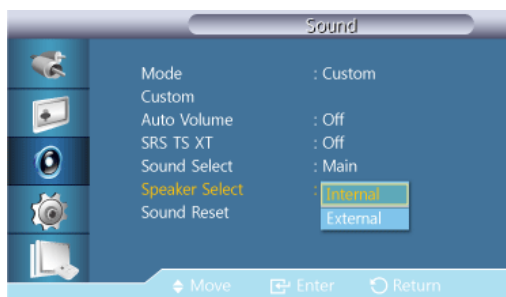 Sound
Mode : Custom
Custom
Auto Volume : Off
SRS TS XT : Off
Sound Select : Main
Speaker Select : Internal
External
Sound Reset
Move Enter Return